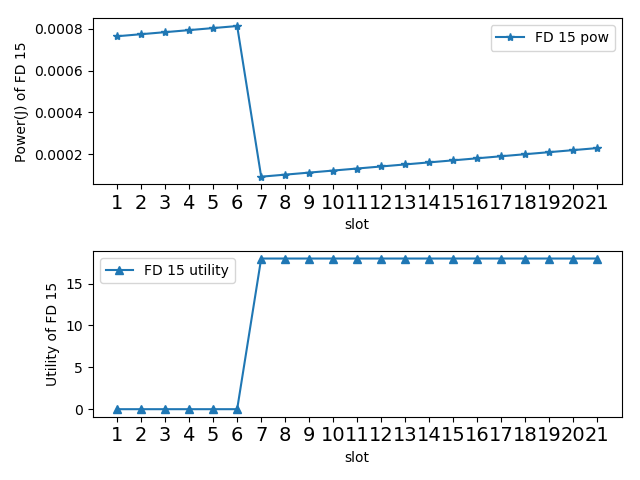 0.0008
0.0006
0.0004
0.0002
Power(J) of FD 15
FD 15 pow
1 2 3 4 5 6 7 8 9 10 11 12 13 14 15 16 17 18 19 20 21
slot
15
10
5
0
Utility of FD 15
FD 15 utility
1 2 3 4 5 6 7 8 9 10 11 12 13 14 15 16 17 18 19 20 21
slot